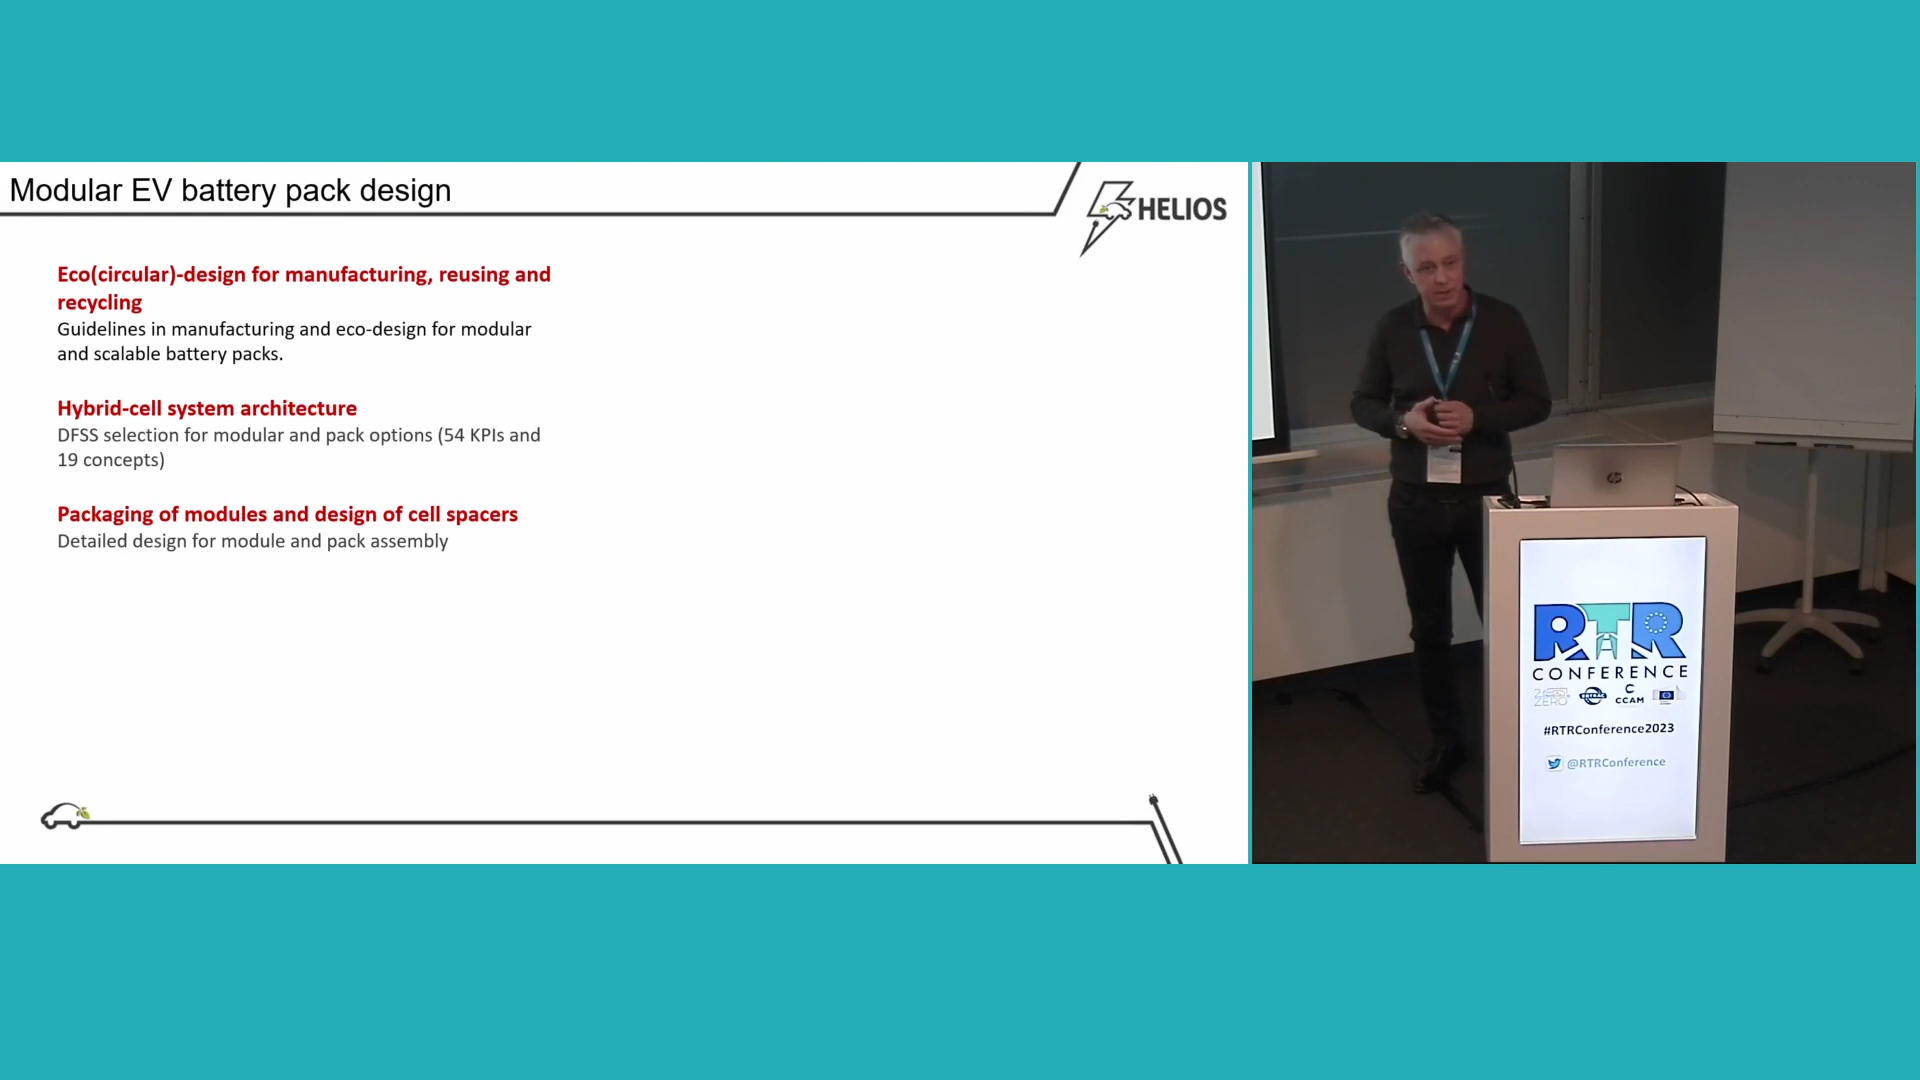 Modular EV battery pack design
HELIOS
Eco(circular)-design for manufacturing, reusing and
recycling
Guidelines in manufacturing and eco-design for modular
and scalable battery packs.
Hybrid-cell system architecture
DFSS selection for modular and pack options (54 KPIs and
19 concepts)
Packaging of modules and design of cell spacers
Detailed design for module and pack assembly
hp
RTR
CONFERENCE
2ZERO
ERTRAC
CCAM
#RTRConference2023
@RTRConference